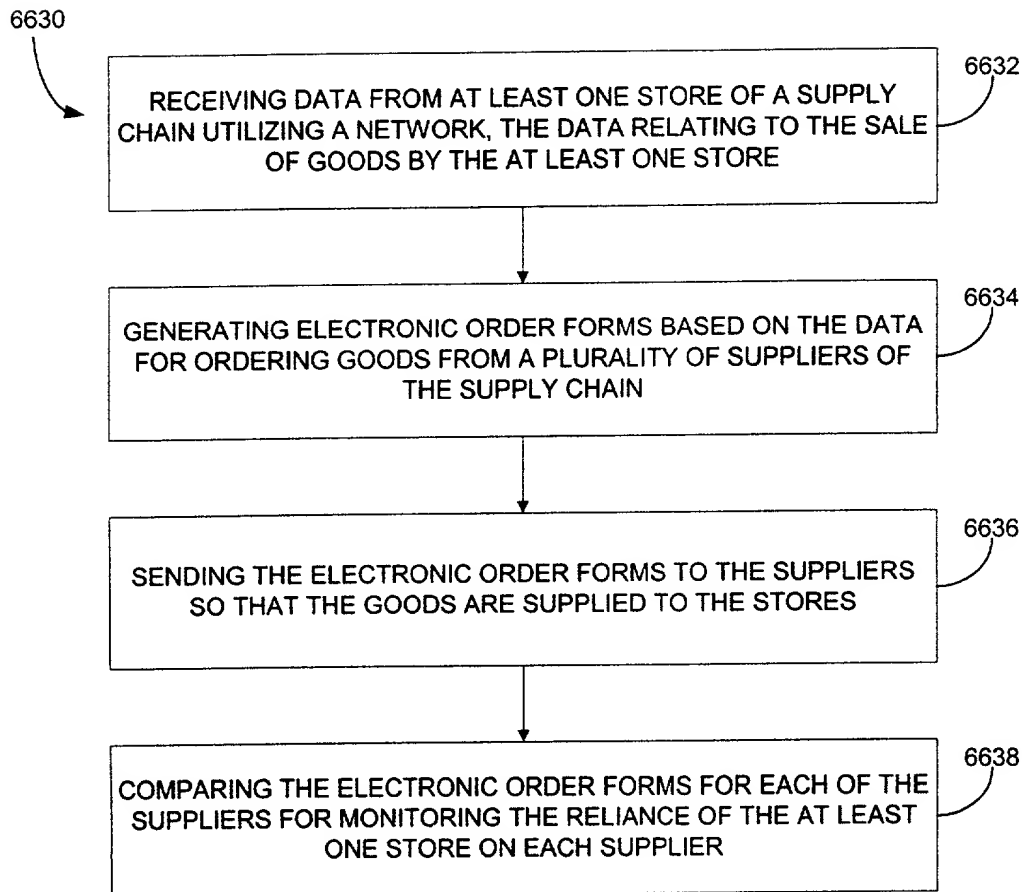 6630
6632
RECEIVING DATA FROM AT LEAST ONE STORE OF A SUPPLY
CHAIN UTILIZING A NETWORK, THE DATA RELATING TO THE SALE
OF GOODS BY THE AT LEAST ONE STORE
6634
GENERATING ELECTRONIC ORDER FORMS BASED ON THE DATA
FOR ORDERING GOODS FROM A PLURALITY OF SUPPLIERS OF
THE SUPPLY CHAIN
6636
SENDING THE ELECTRONIC ORDER FORMS TO THE SUPPLIERS
SO THAT THE GOODS ARE SUPPLIED TO THE STORES
6638
COMPARING THE ELECTRONIC ORDER FORMS FOR EACH OF THE
SUPPLIERS FOR MONITORING THE RELIANCE OF THE AT LEAST
ONE STORE ON EACH SUPPLIER